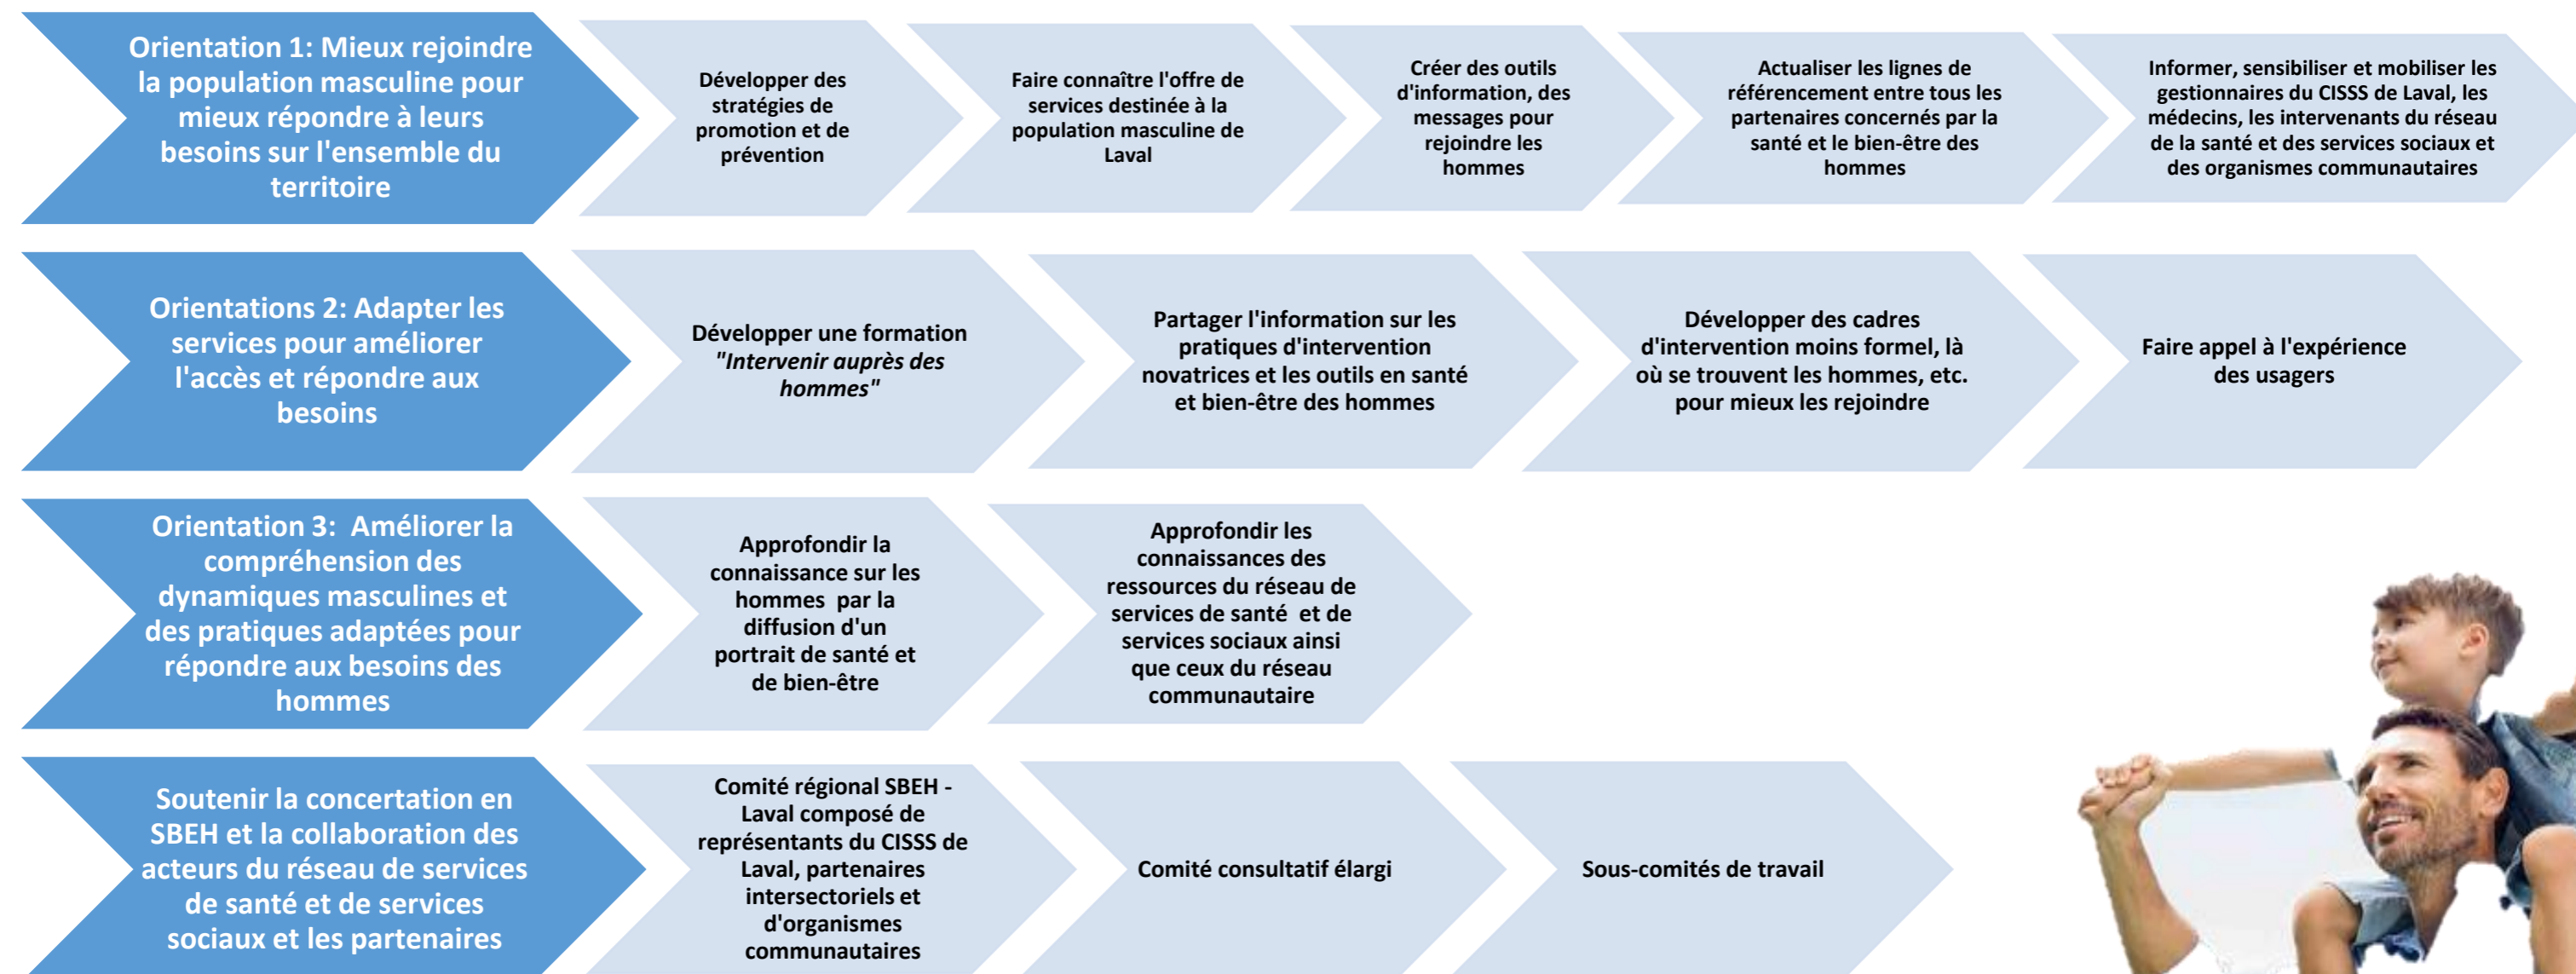 Orientation 1: Mieux rejoindre
la population masculine pour
mieux répondre à leurs
besoins sur l'ensemble du
territoire
Développer des
stratégies de
promotion et de
prévention
Faire connaître l'offre de
services destinée à la
population masculine de
Laval
Créer des outils
d'information, des
messages pour
rejoindre les
hommes
Actualiser les lignes de
référencement entre tous les
partenaires concernés par la
santé et le bien-être des
hommes
Informer, sensibiliser et mobiliser les
gestionnaires du CISSS de Laval, les
médecins, les intervenants du réseau
de la santé et des services sociaux et
des organismes communautaires
Orientations 2: Adapter les
services pour améliorer
l'accès et répondre aux
besoins
Développer une formation
"Intervenir auprès des
hommes"
Partager l'information sur les
pratiques d'intervention
novatrices et les outils en santé
et bien-être des hommes
Développer des cadres
d'intervention moins formel, là
où se trouvent les hommes, etc.
pour mieux les rejoindre
Faire appel à l'expérience
des usagers
Orientation 3:  Améliorer la
compréhension des
dynamiques masculines et
des pratiques adaptées pour
répondre aux besoins des
hommes
Approfondir la
connaissance sur les
hommes  par la
diffusion d'un
portrait de santé et
de bien-être
Approfondir les
connaissances des
ressources du réseau de
services de santé  et de
services sociaux ainsi
que ceux du réseau
communautaire
Soutenir la concertation en
SBEH et la collaboration des
acteurs du réseau de services
de santé et de services
sociaux et les partenaires
Comité régional SBEH -
Laval composé de
représentants du CISSS de
Laval, partenaires
intersectoriels et
d'organismes
communautaires
Comité consultatif élargi
Sous-comités de travail